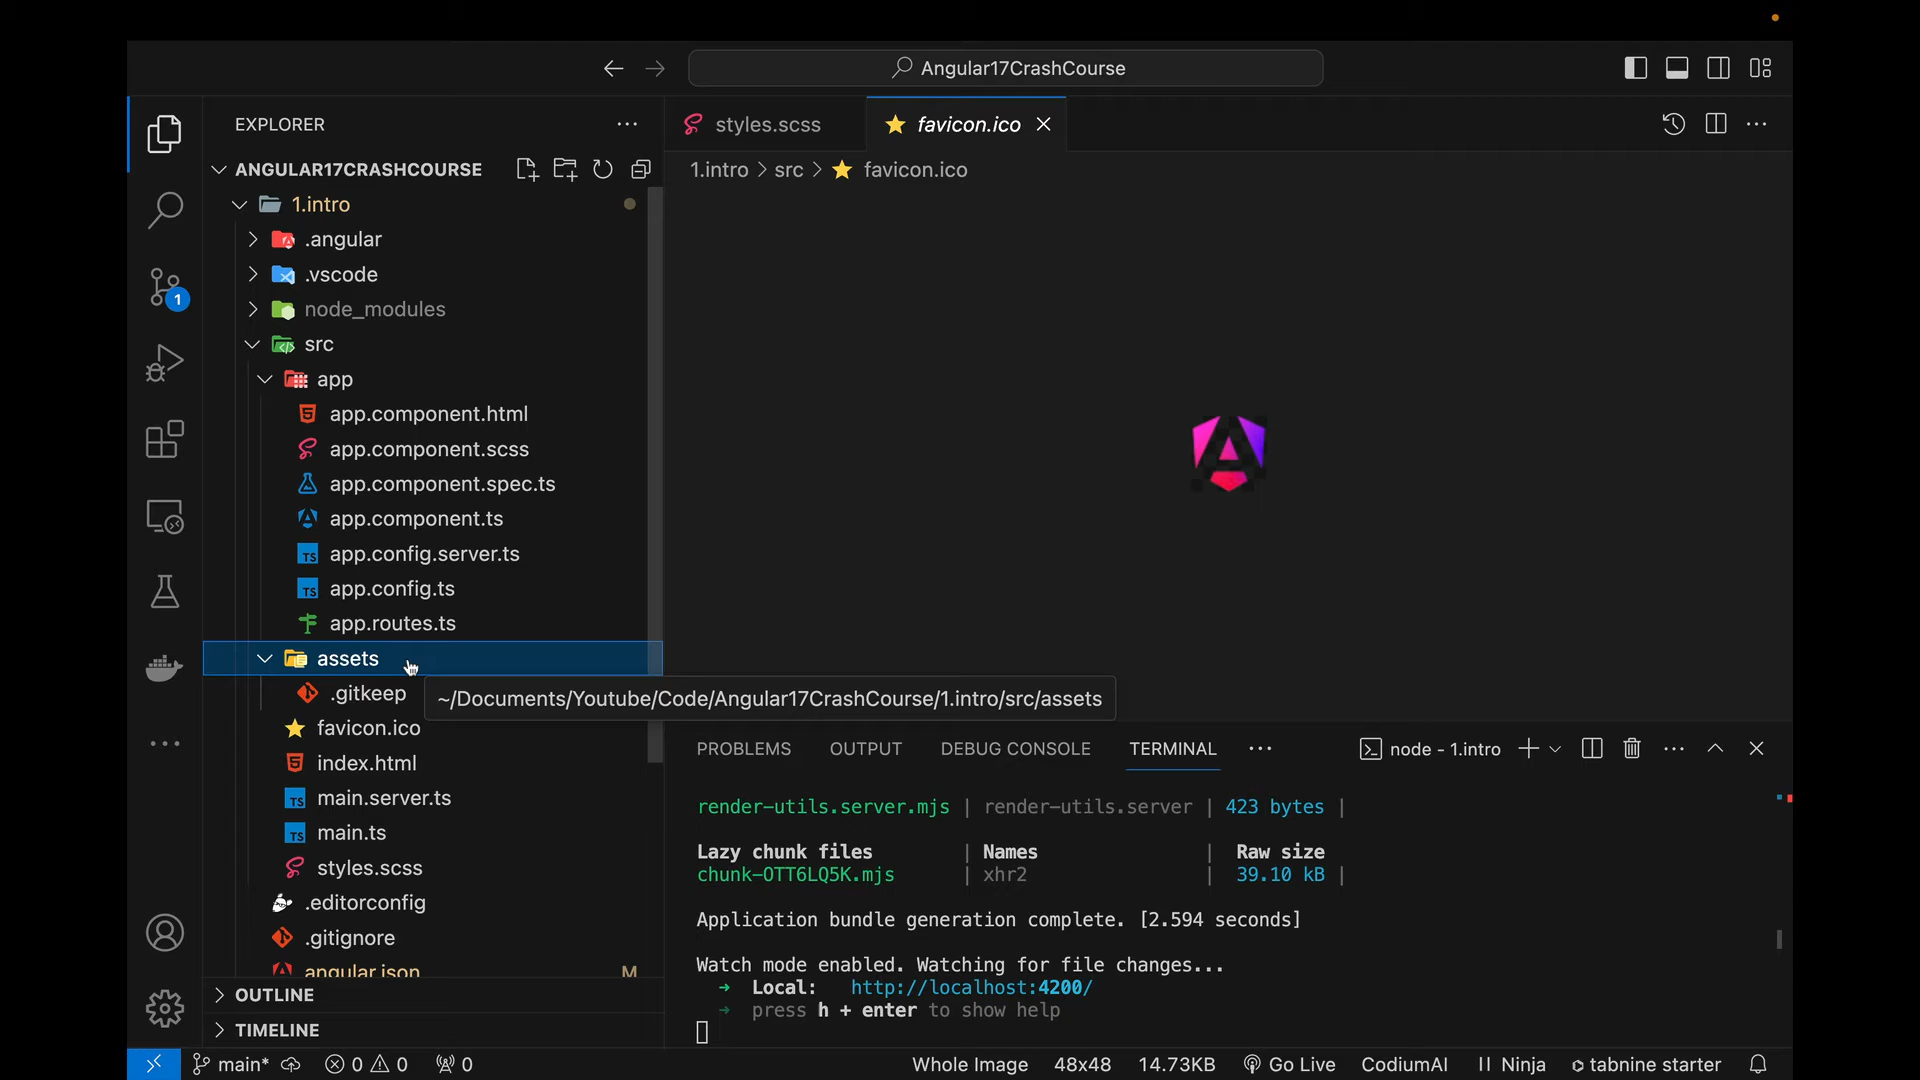 Angular17CrashCourse
EXPLORER
styles.scss
favicon.ico
ANGULAR17CRASHCOURSE
1.intro > src > favicon.ico
1.intro
.angular
.vscode
node_modules
src
app
app.component.html
app.component.scss
app.component.spec.ts
app.component.ts
app.config.server.ts
app.config.ts
app.routes.ts
assets
.gitkeep
~/Documents/Youtube/Code/Angular17CrashCourse/1.intro/src/assets
favicon.ico
index.html
main.server.ts
main.ts
styles.scss
.editorconfig
.gitignore
angular.json M
OUTLINE
TIMELINE
1
PROBLEMS OUTPUT DEBUG CONSOLE TERMINAL
node - 1.intro
render-utils.server.mjs | render-utils.server | 423 bytes |
Lazy chunk files | Names | Raw size
chunk-OTT6LQ5K.mjs | xhr2 | 39.10 kB |
Application bundle generation complete. [2.594 seconds]
Watch mode enabled. Watching for file changes...
➜ Local: http://localhost:4200/
➜ press h + enter to show help
main* 0 0 0 Whole Image 48x48 14.73KB Go Live CodiumAI II Ninja tabnine starter